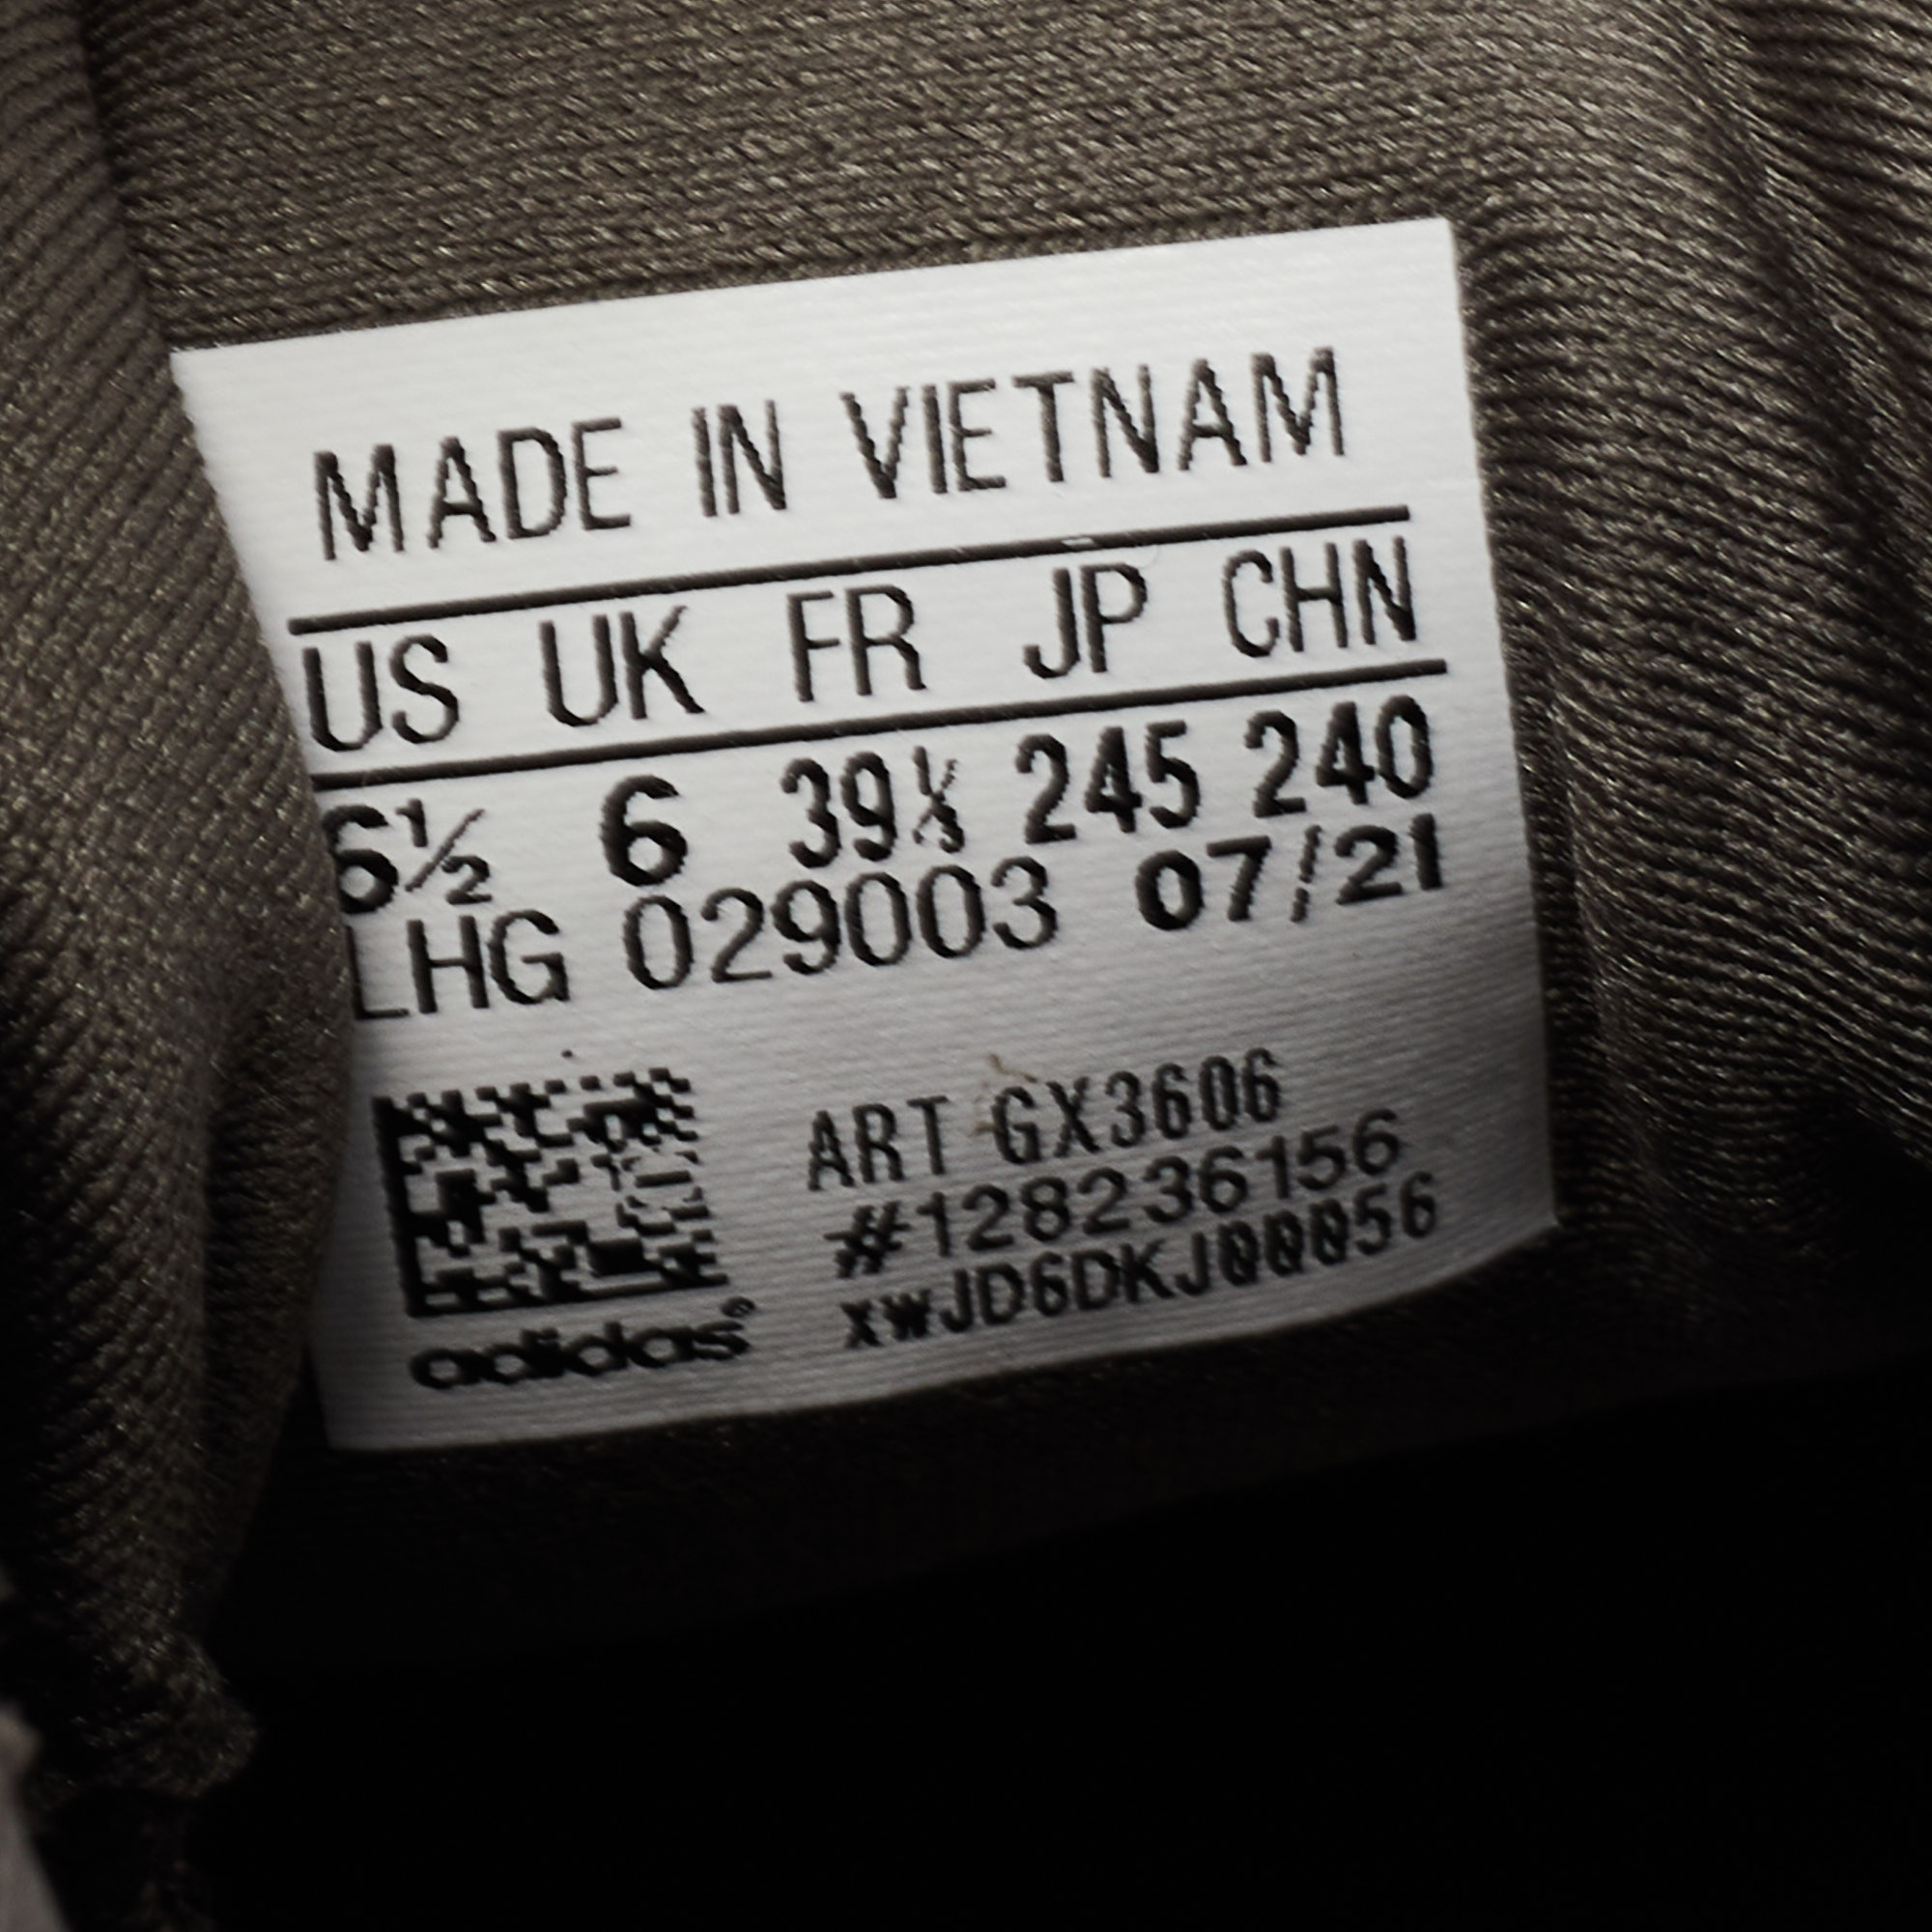 MADE IN VIETNAM
US UK FR JP CHN
6½ 6 39⅓ 245 240
LHG 029003 07/21
ART GX3606
#128236156
xwJD6DKJ00056
adidas®